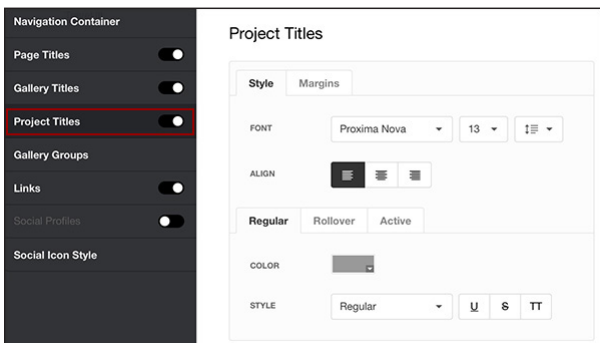 Navigation Container
Page Titles
Gallery Titles
Project Titles
Gallery Groups
Links
Social Profiles
Social Icon Style
Project Titles
Style Margins
FONT Proxima Nova 13
ALIGN
Regular Rollover Active
COLOR
STYLE Regular U S TT